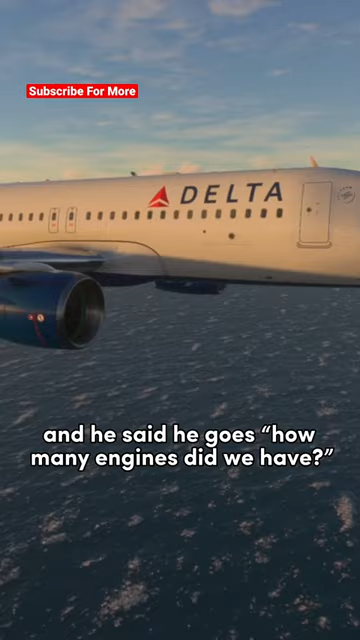 Subscribe For More
DELTA
and he said he goes “how
many engines did we have?”